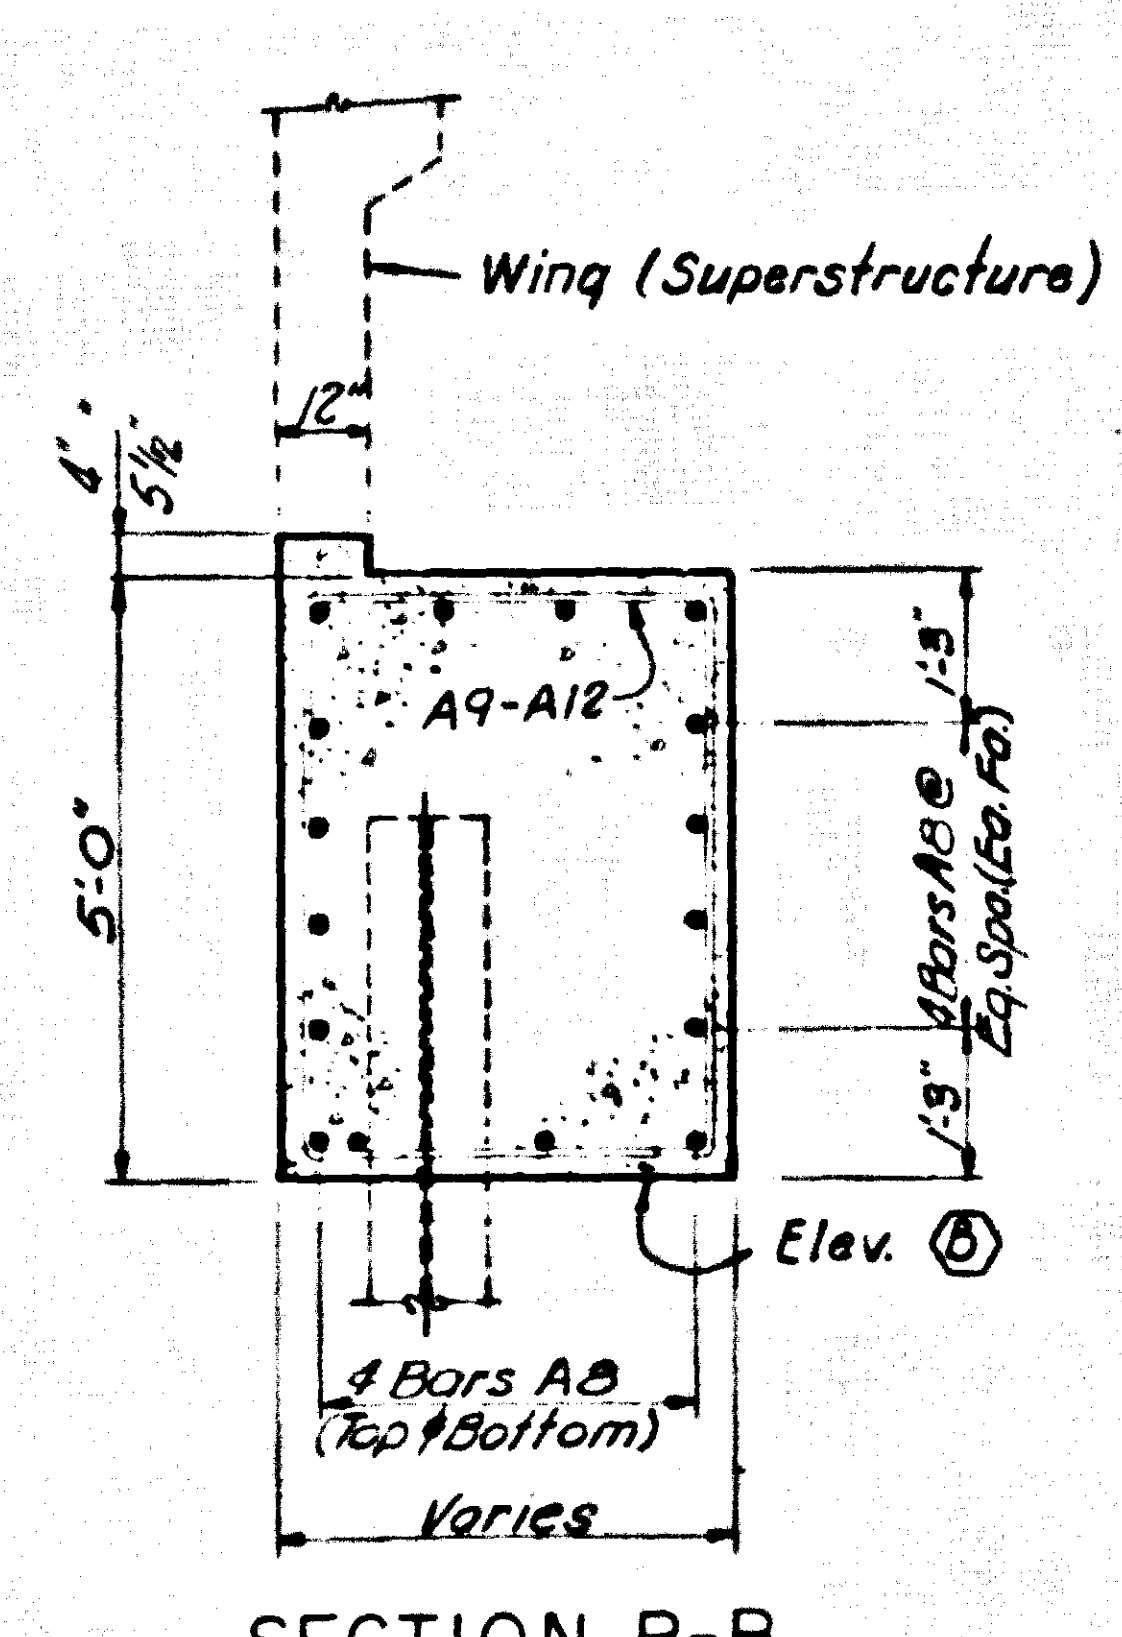 Wing (Superstructure)
12"
4"
5½"
A9-A12
1'-3"
5'-0"
4 Bars A8 @
Eq. Spa. (Ea. Fa.)
1'-3"
Elev. B
4 Bars A8
(Top & Bottom)
Varies
SECTION B-B